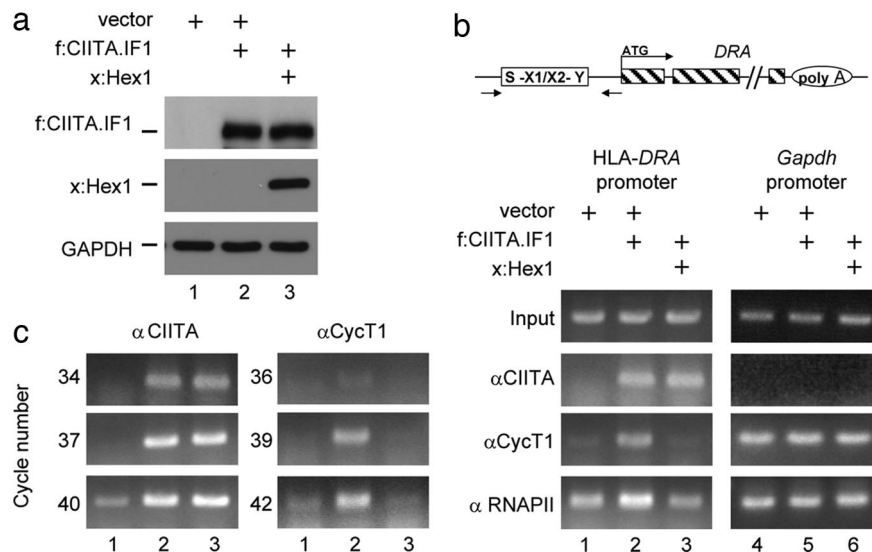 a
vector + +
f:CIITA.IF1 + +
x:Hex1 +
f:CIITA.IF1
x:Hex1
GAPDH
1 2 3
b
ATG DRA
S -X1/X2- Y poly A
HLA-DRA promoter
Gapdh promoter
vector + + + +
f:CIITA.IF1 + + + +
x:Hex1 + +
Input
αCIITA
αCycT1
α RNAPII
1 2 3 4 5 6
c
α CIITA αCycT1
Cycle number
34 36
37 39
40 42
1 2 3 1 2 3